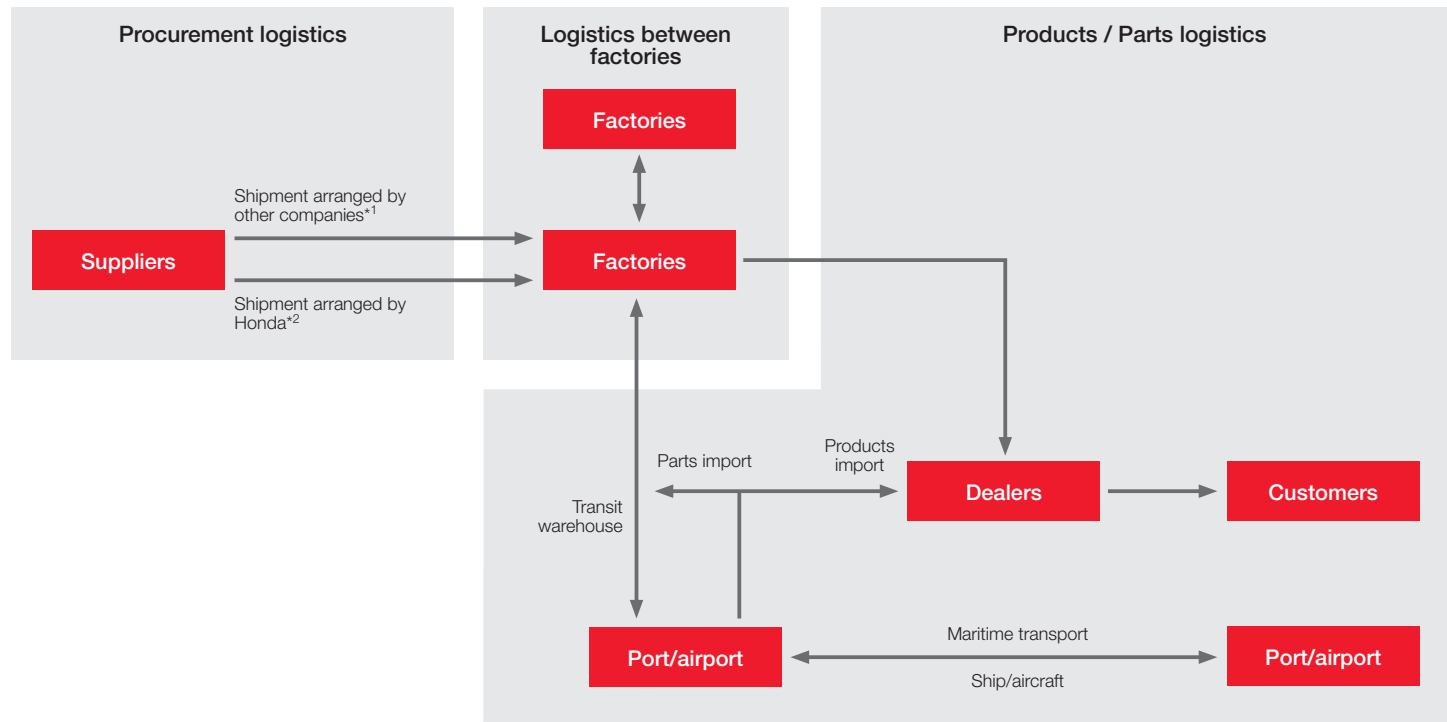 Procurement logistics
Logistics between
factories
Products / Parts logistics
Factories
Shipment arranged by
other companies*1
Suppliers
Factories
Shipment arranged by
Honda*2
Parts import
Products
import
Dealers
Customers
Transit
warehouse
Port/airport
Maritime transport
Ship/aircraft
Port/airport